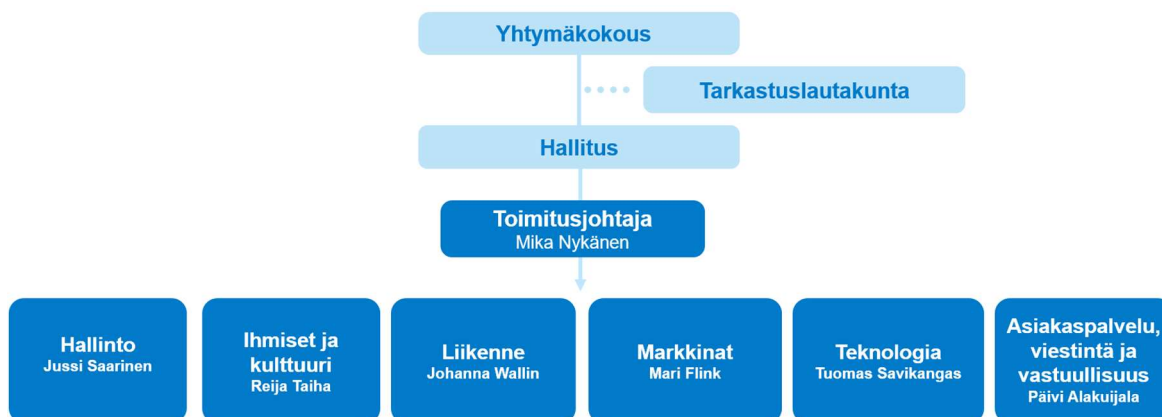 Yhtymäkokous
Tarkastuslautakunta
Hallitus
Toimitusjohtaja
Mika Nykänen
Hallinto
Jussi Saarinen
Ihmiset ja
kulttuuri
Reija Taiha
Liikenne
Johanna Wallin
Markkinat
Mari Flink
Teknologia
Tuomas Savikangas
Asiakaspalvelu,
viestintä ja
vastuullisuus
Päivi Alakuijala